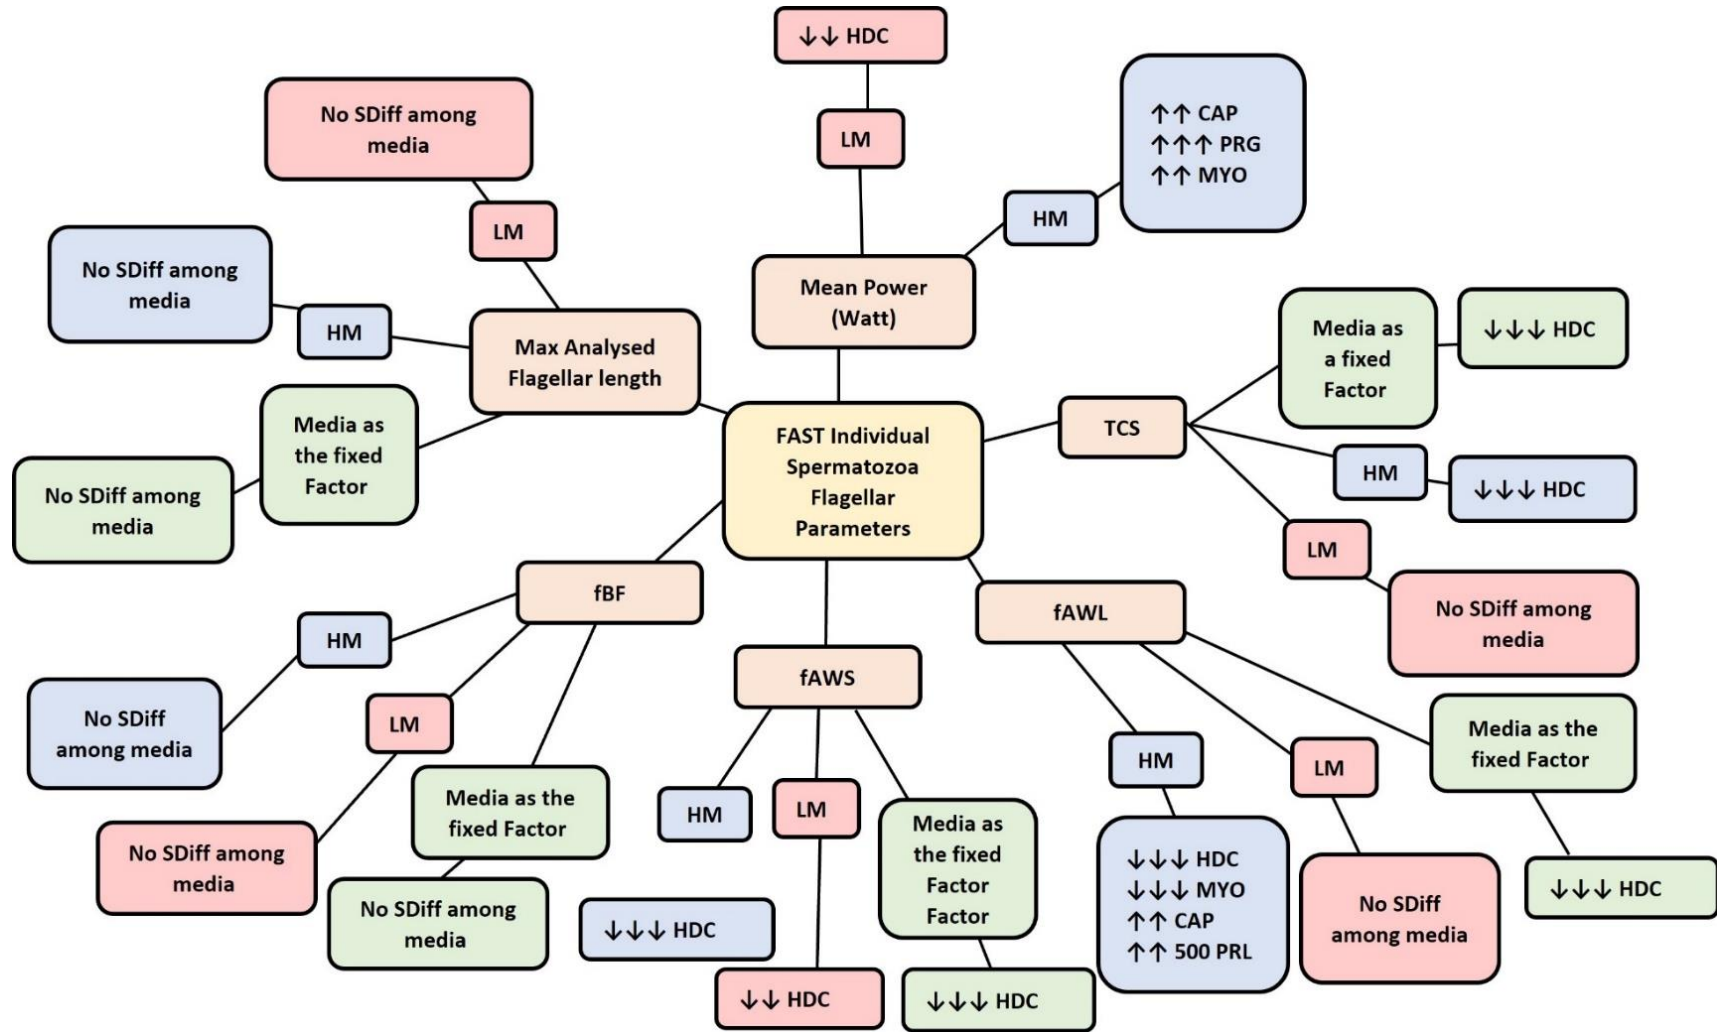 ↓↓ HDC
LM
↑↑ CAP
↑↑↑ PRG
↑↑ MYO
HM
Mean Power
(Watt)
No SDiff among
media
LM
No SDiff among
media
HM
Max Analysed
Flagellar length
Media as
the fixed
Factor
No SDiff among
media
FAST Individual
Spermatozoa
Flagellar
Parameters
TCS
Media as
a fixed
Factor
↓↓↓ HDC
HM
↓↓↓ HDC
LM
No SDiff among
media
fBF
HM
No SDiff
among media
LM
No SDiff among
media
Media as the
fixed Factor
No SDiff among
media
fAWS
HM
↓↓↓ HDC
LM
↓↓ HDC
Media as
the fixed
Factor
Factor
↓↓↓ HDC
fAWL
HM
↓↓↓ HDC
↓↓↓ MYO
↑↑ CAP
↑↑ 500 PRL
LM
No SDiff
among media
Media as the
fixed Factor
↓↓↓ HDC